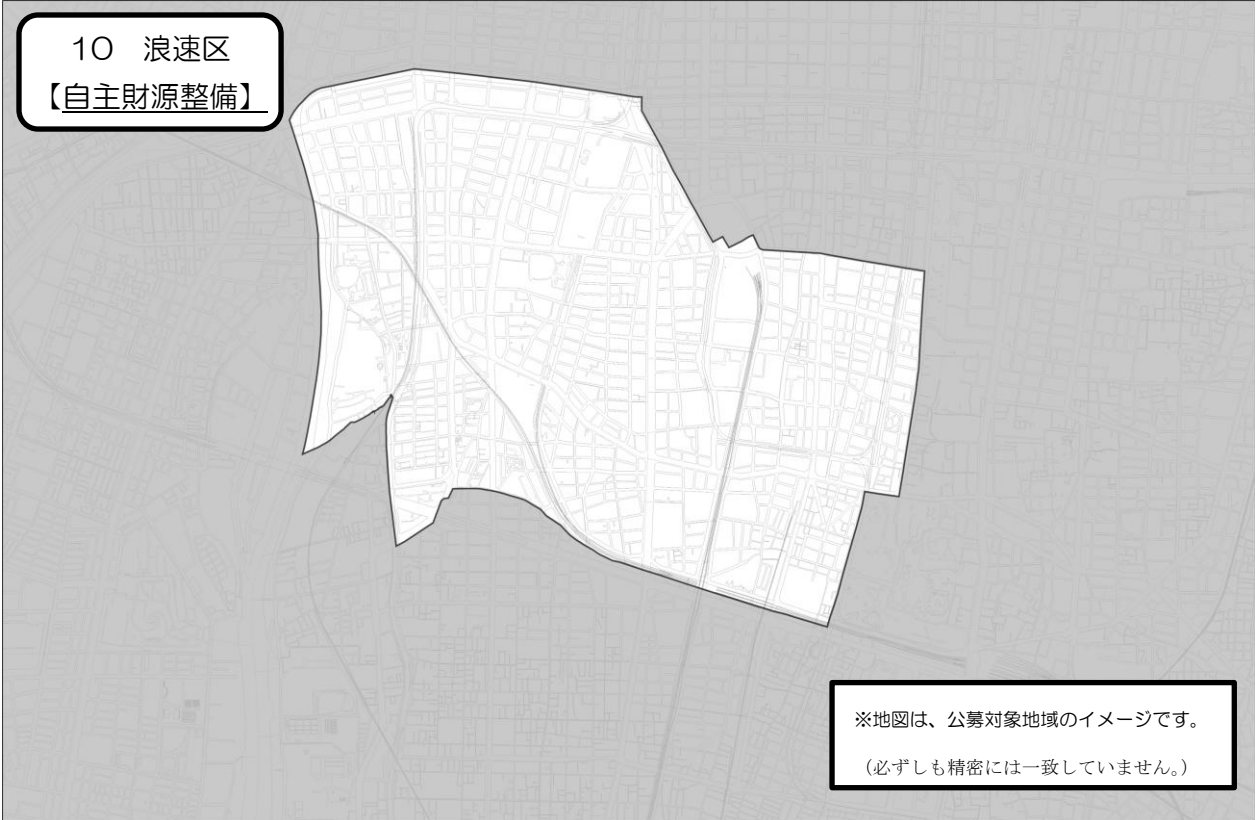 10 浪速区
【自主財源整備】
※地図は、公募対象地域のイメージです。
（必ずしも精密には一致していません。）